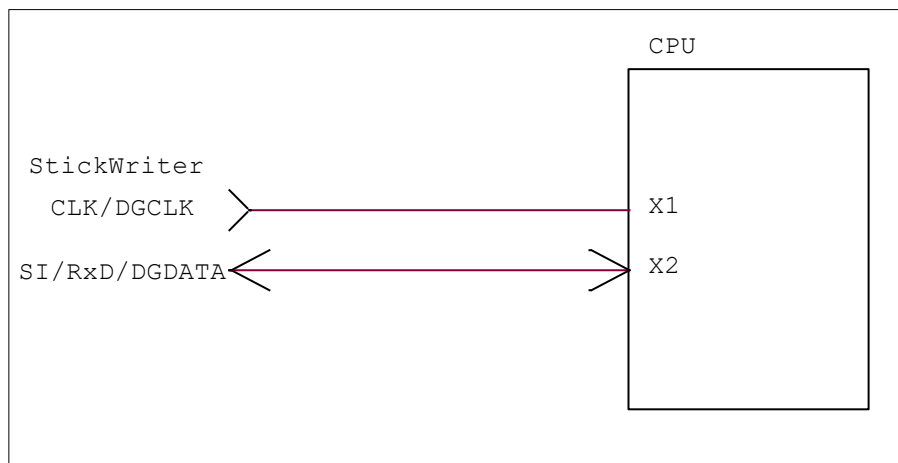 CPU
StickWriter
CLK/DGCLK
X1
SI/RxD/DGDATA
X2